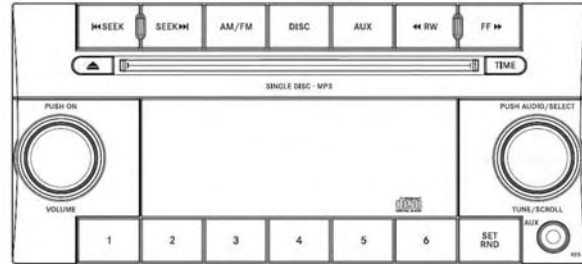 ⏮SEEK SEEK⏭ AM/FM DISC AUX ◀◀ RW FF ▶▶
TIME
SINGLE DISC · MP3
PUSH ON PUSH AUDIO/SELECT
VOLUME TUNE/SCROLL
1 2 3 4 5 6 SET RND AUX